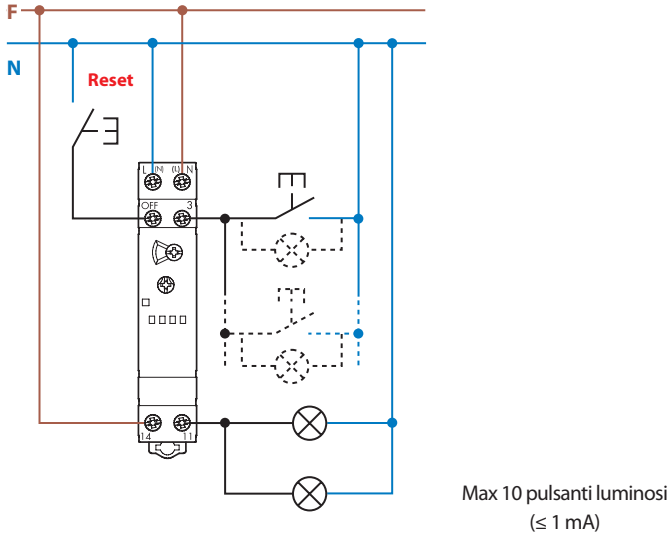 F
N
Reset
L (N) (L) N
OFF 3
14 11
Max 10 pulsanti luminosi
(≤ 1 mA)